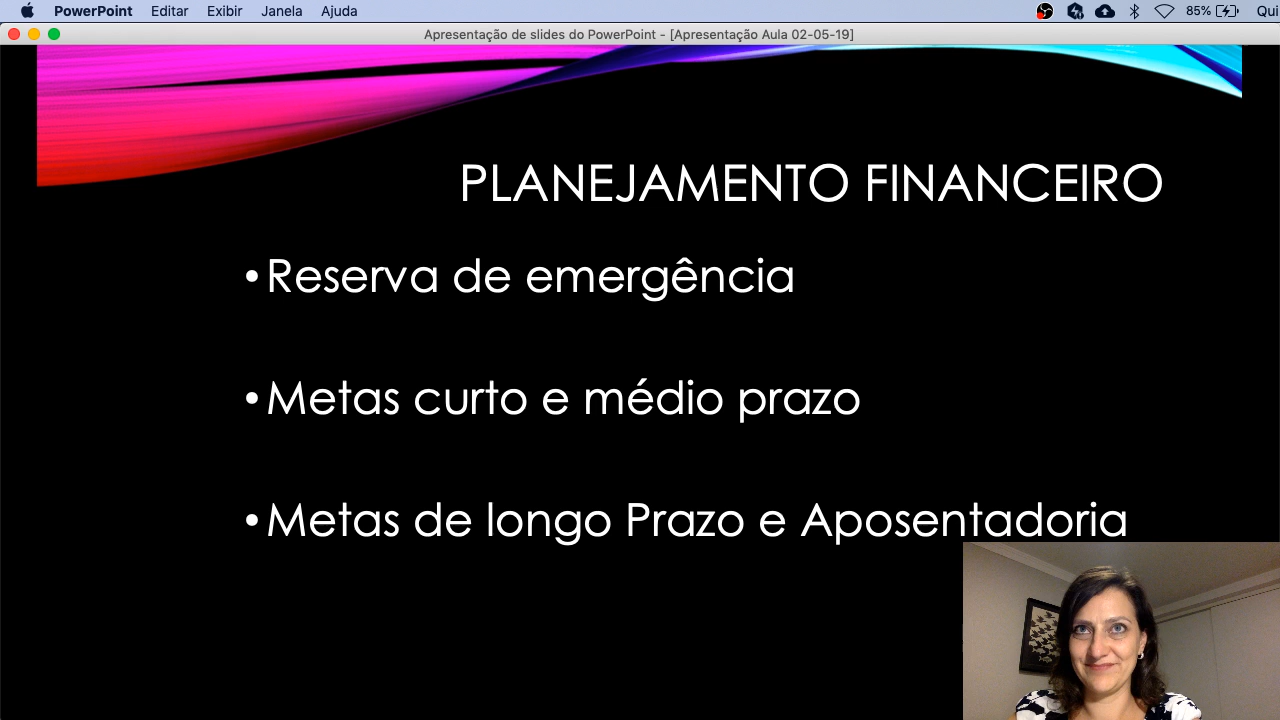 PowerPoint Editar Exibir Janela Ajuda 85% Qui
Apresentação de slides do PowerPoint - [Apresentação Aula 02-05-19]
PLANEJAMENTO FINANCEIRO
• Reserva de emergência
• Metas curto e médio prazo
• Metas de longo Prazo e Aposentadoria